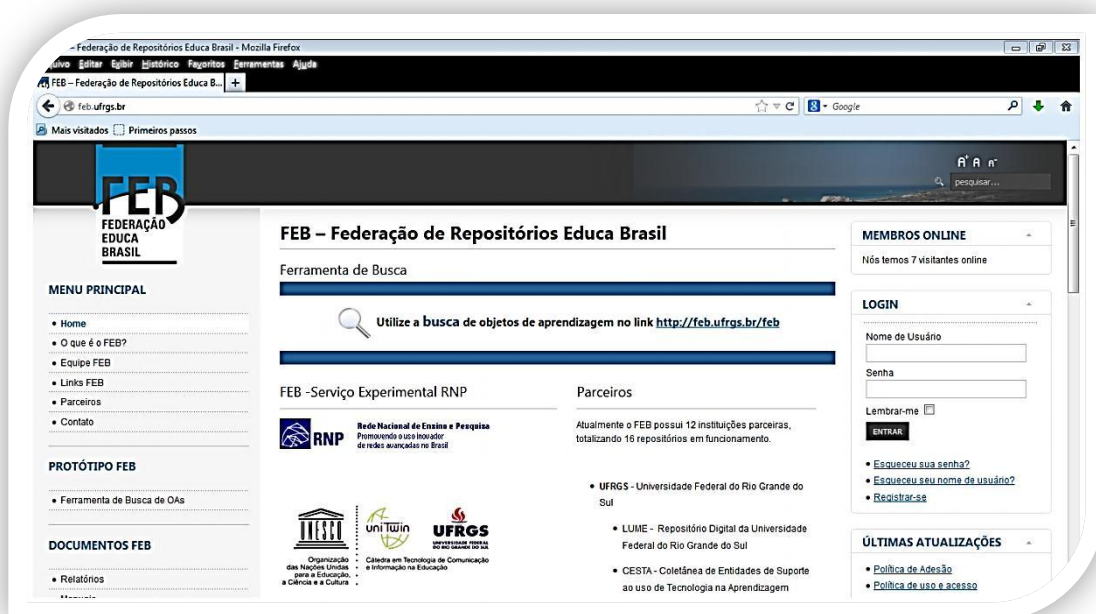 – Federação de Repositórios Educa Brasil - Mozilla Firefox
Editar Exibir Histórico Favoritos Ferramentas Ajuda
FEB – Federação de Repositórios Educa B... +
feb.ufrgs.br
Google
Mais visitados Primeiros passos
A+ A A-
pesquisar...
FEB
FEDERAÇÃO
EDUCA
BRASIL
MENU PRINCIPAL
• Home
• O que é o FEB?
• Equipe FEB
• Links FEB
• Parceiros
• Contato
PROTÓTIPO FEB
• Ferramenta de Busca de OAs
DOCUMENTOS FEB
• Relatórios
FEB – Federação de Repositórios Educa Brasil
Ferramenta de Busca
Utilize a busca de objetos de aprendizagem no link http://feb.ufrgs.br/feb
FEB -Serviço Experimental RNP
RNP
Rede Nacional de Ensino e Pesquisa
Promovendo o uso inovador
de redes avançadas no Brasil
UNESCO
Organização
das Nações Unidas
para a Educação,
a Ciência e a Cultura
uniTwin
UFRGS
UNIVERSIDADE FEDERAL
DO RIO GRANDE DO SUL
Cátedra em Tecnologia de Comunicação
e Informação na Educação
Parceiros
Atualmente o FEB possui 12 instituições parceiras,
totalizando 16 repositórios em funcionamento.
• UFRGS - Universidade Federal do Rio Grande do
Sul
• LUME - Repositório Digital da Universidade
Federal do Rio Grande do Sul
• CESTA - Coletânea de Entidades de Suporte
ao uso de Tecnologia na Aprendizagem
MEMBROS ONLINE
Nós temos 7 visitantes online
LOGIN
Nome de Usuário
Senha
Lembrar-me
ENTRAR
• Esqueceu sua senha?
• Esqueceu seu nome de usuário?
• Registrar-se
ÚLTIMAS ATUALIZAÇÕES
• Política de Adesão
• Política de uso e acesso